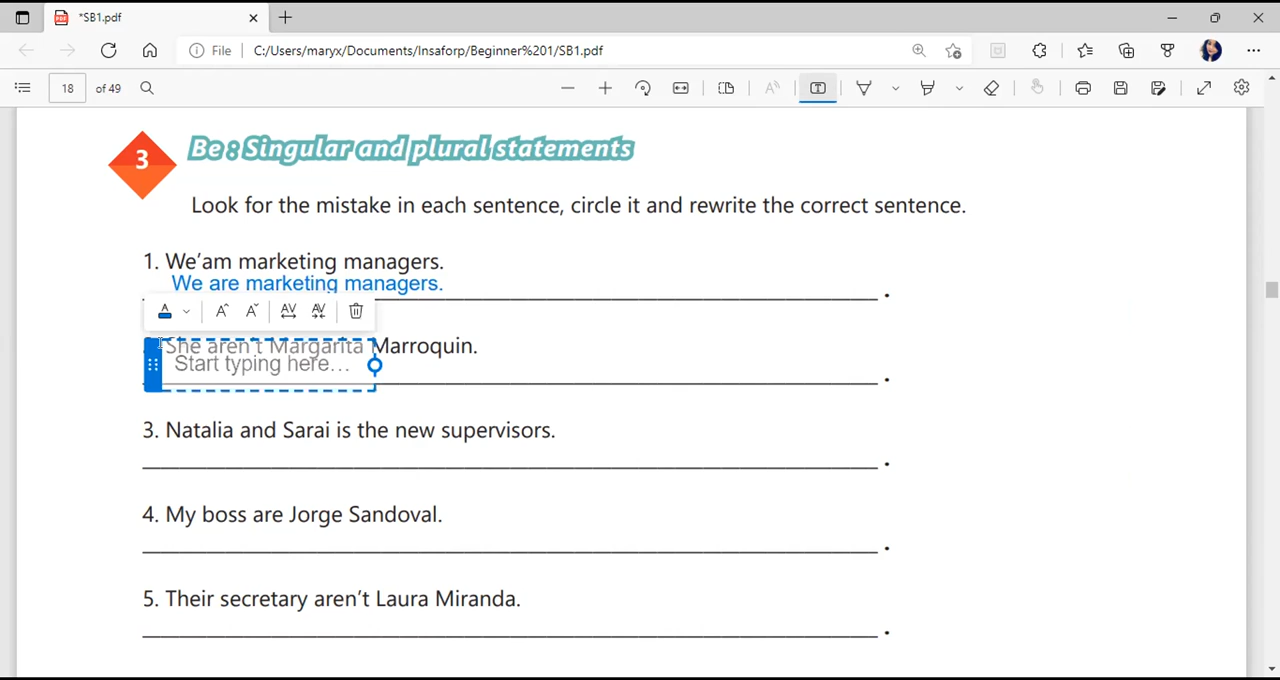 *SB1.pdf
File C:/Users/maryx/Documents/Insaforp/Beginner%201/SB1.pdf
18 of 49
3 Be : Singular and plural statements
Look for the mistake in each sentence, circle it and rewrite the correct sentence.
1. We’am marketing managers.
We are marketing managers.
She aren't Margarita Marroquin.
Start typing here...
3. Natalia and Sarai is the new supervisors.
4. My boss are Jorge Sandoval.
5. Their secretary aren’t Laura Miranda.